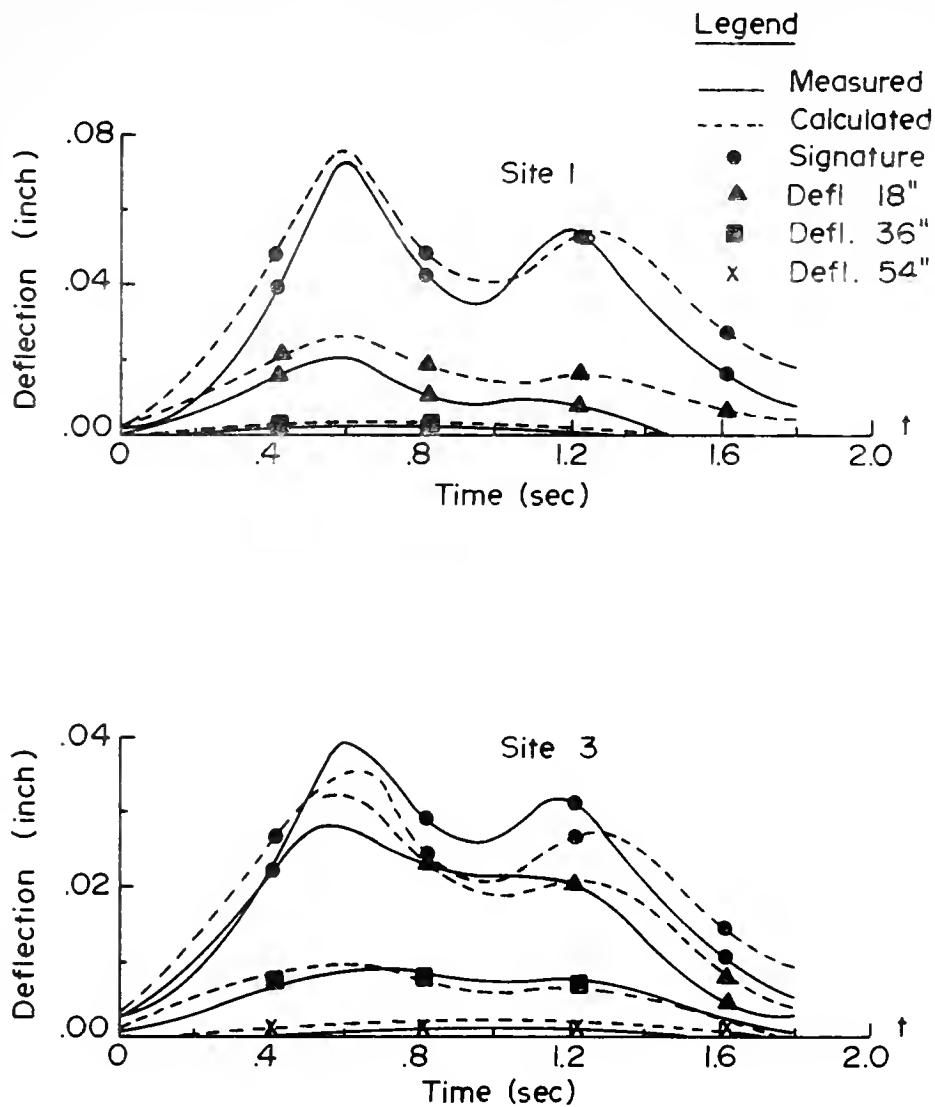 Legend
Measured
Calculated
Signature
Defl 18"
Defl. 36"
Defl. 54"
Site 1
Deflection (inch)
.08
.04
.00
0 .4 .8 1.2 1.6 2.0 t
Time (sec)
Site 3
Deflection (inch)
.04
.02
.00
0 .4 .8 1.2 1.6 2.0 t
Time (sec)